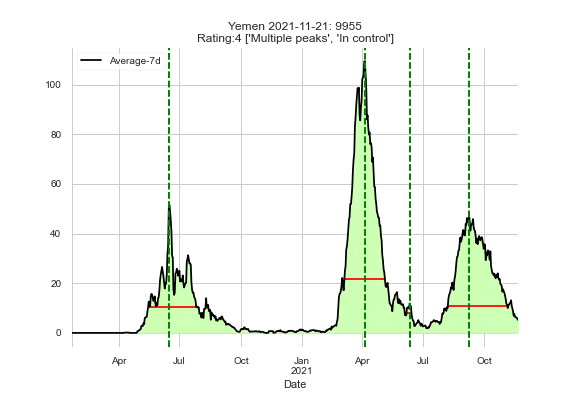 Yemen 2021-11-21: 9955
Rating:4 ['Multiple peaks', 'In control']
Average-7d
100
80
60
40
20
0
Apr Jul Oct Jan Apr Jul Oct
2021
Date